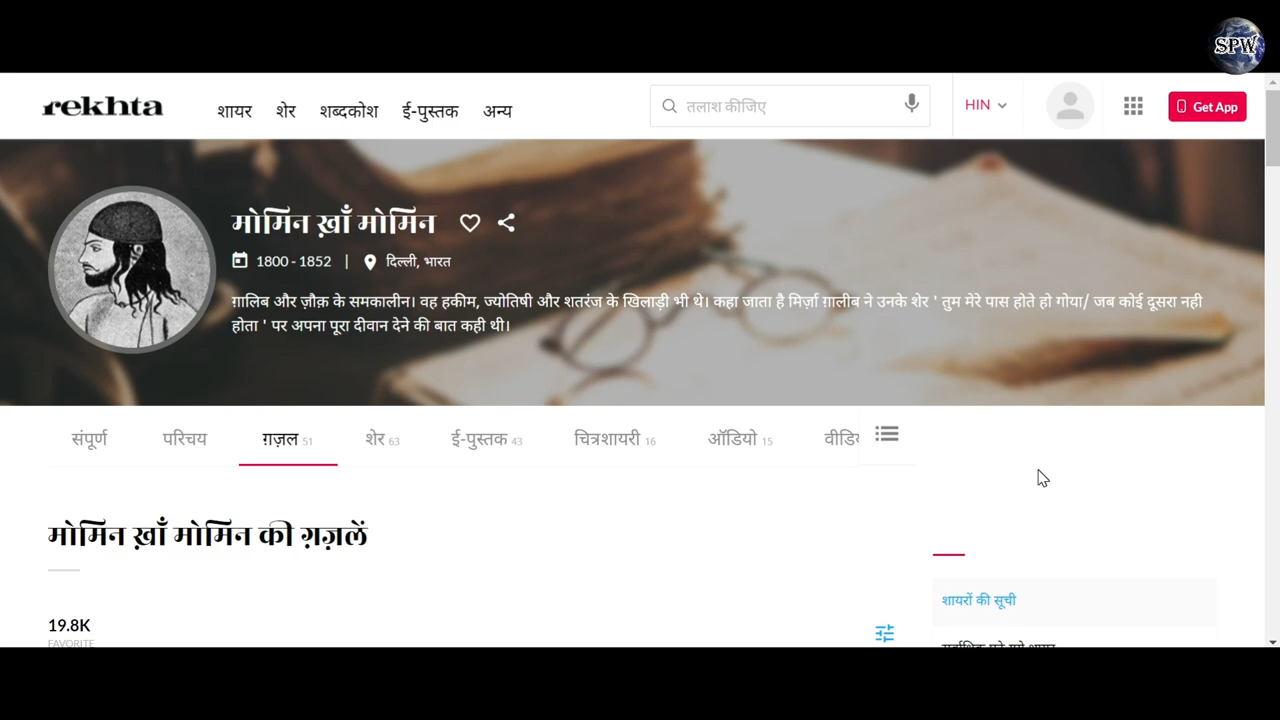 SPW
rekhta शायर शेर शब्दकोश ई-पुस्तक अन्य तलाश कीजिए HIN Get App
मोमिन ख़ाँ मोमिन
1800 - 1852 | दिल्ली, भारत
ग़ालिब और ज़ौक़ के समकालीन। वह हकीम, ज्योतिषी और शतरंज के खिलाड़ी भी थे। कहा जाता है मिर्ज़ा ग़ालीब ने उनके शेर ' तुम मेरे पास होते हो गोया/ जब कोई दूसरा नही
होता ' पर अपना पूरा दीवान देने की बात कही थी।
संपूर्ण परिचय ग़ज़ल 51 शेर 63 ई-पुस्तक 43 चित्रशायरी 16 ऑडियो 15
मोमिन ख़ाँ मोमिन की ग़ज़लें
शायरों की सूची
19.8K
FAVORITE